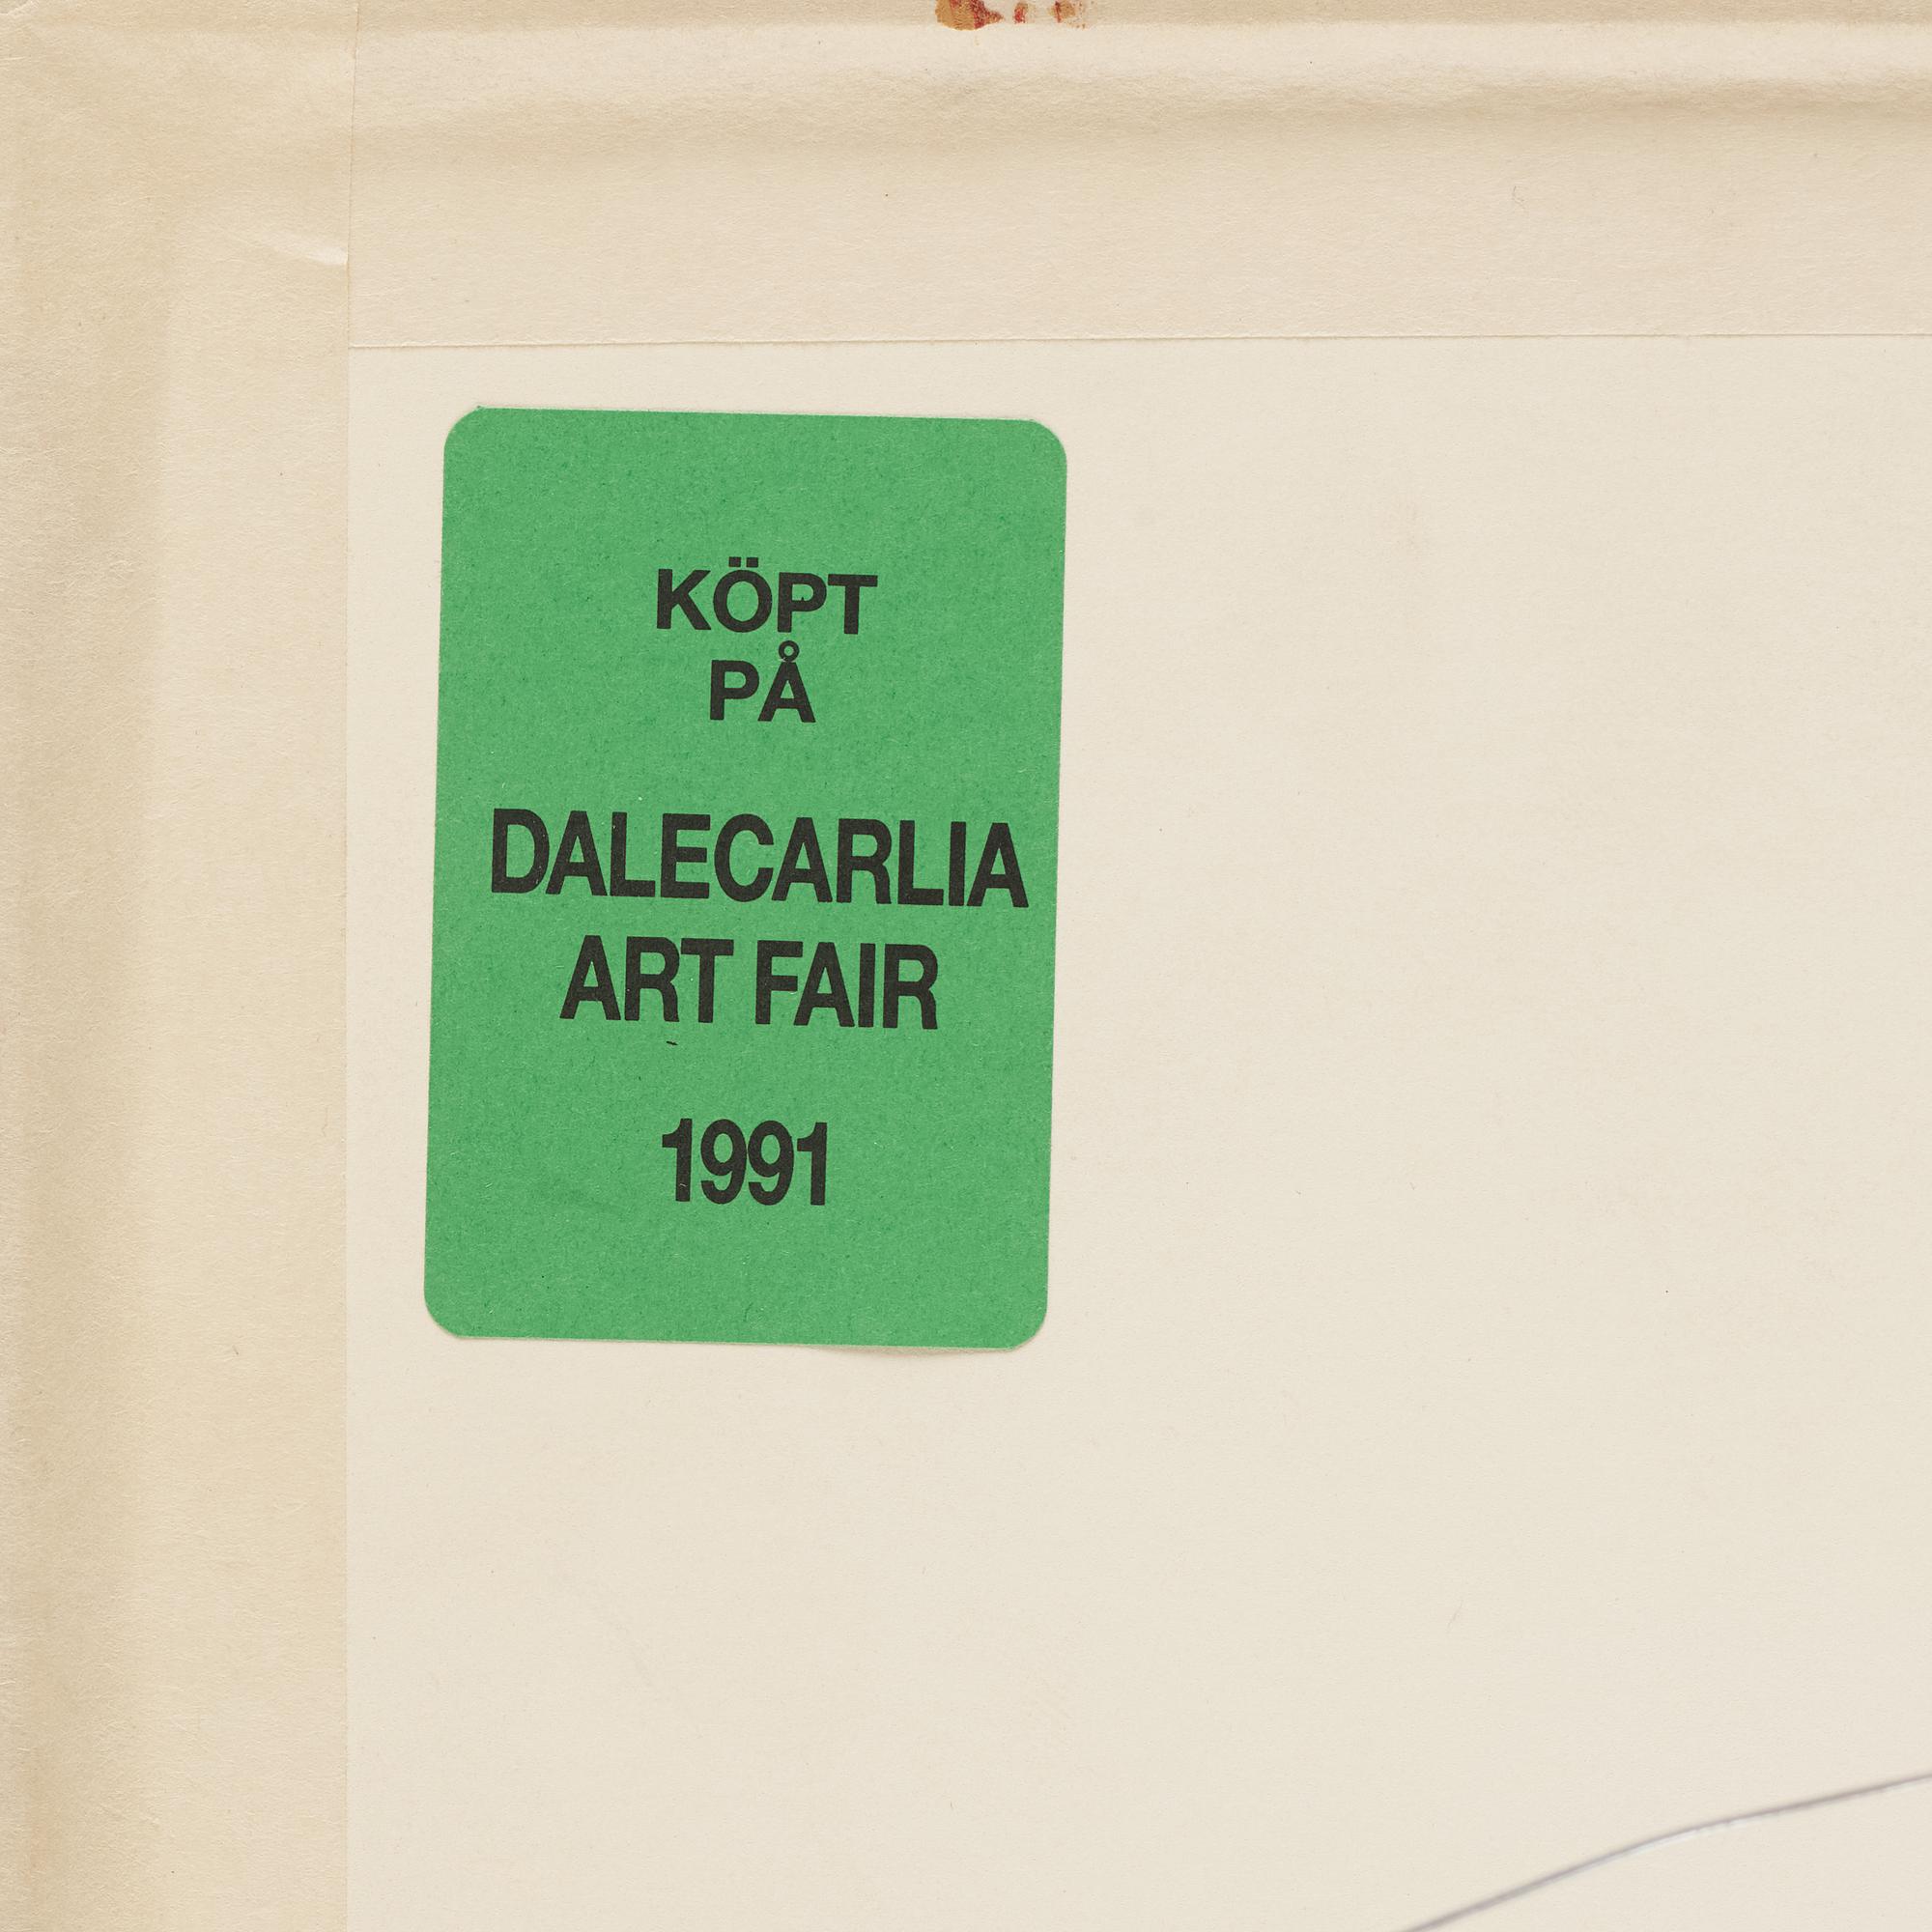 KÖPT
PÅ
DALECARLIA
ART FAIR
1991